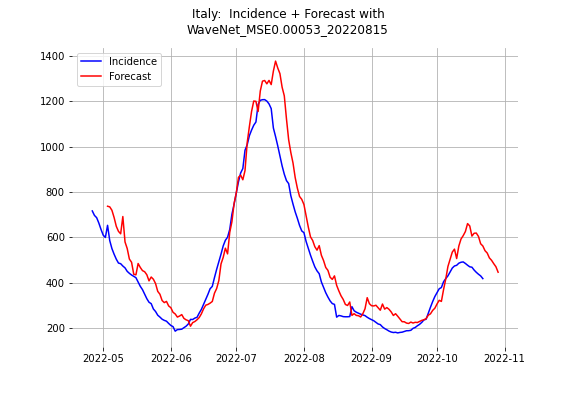 Italy:  Incidence + Forecast with
WaveNet_MSE0.00053_20220815
Incidence
Forecast
1400
1200
1000
800
600
400
200
2022-05 2022-06 2022-07 2022-08 2022-09 2022-10 2022-11